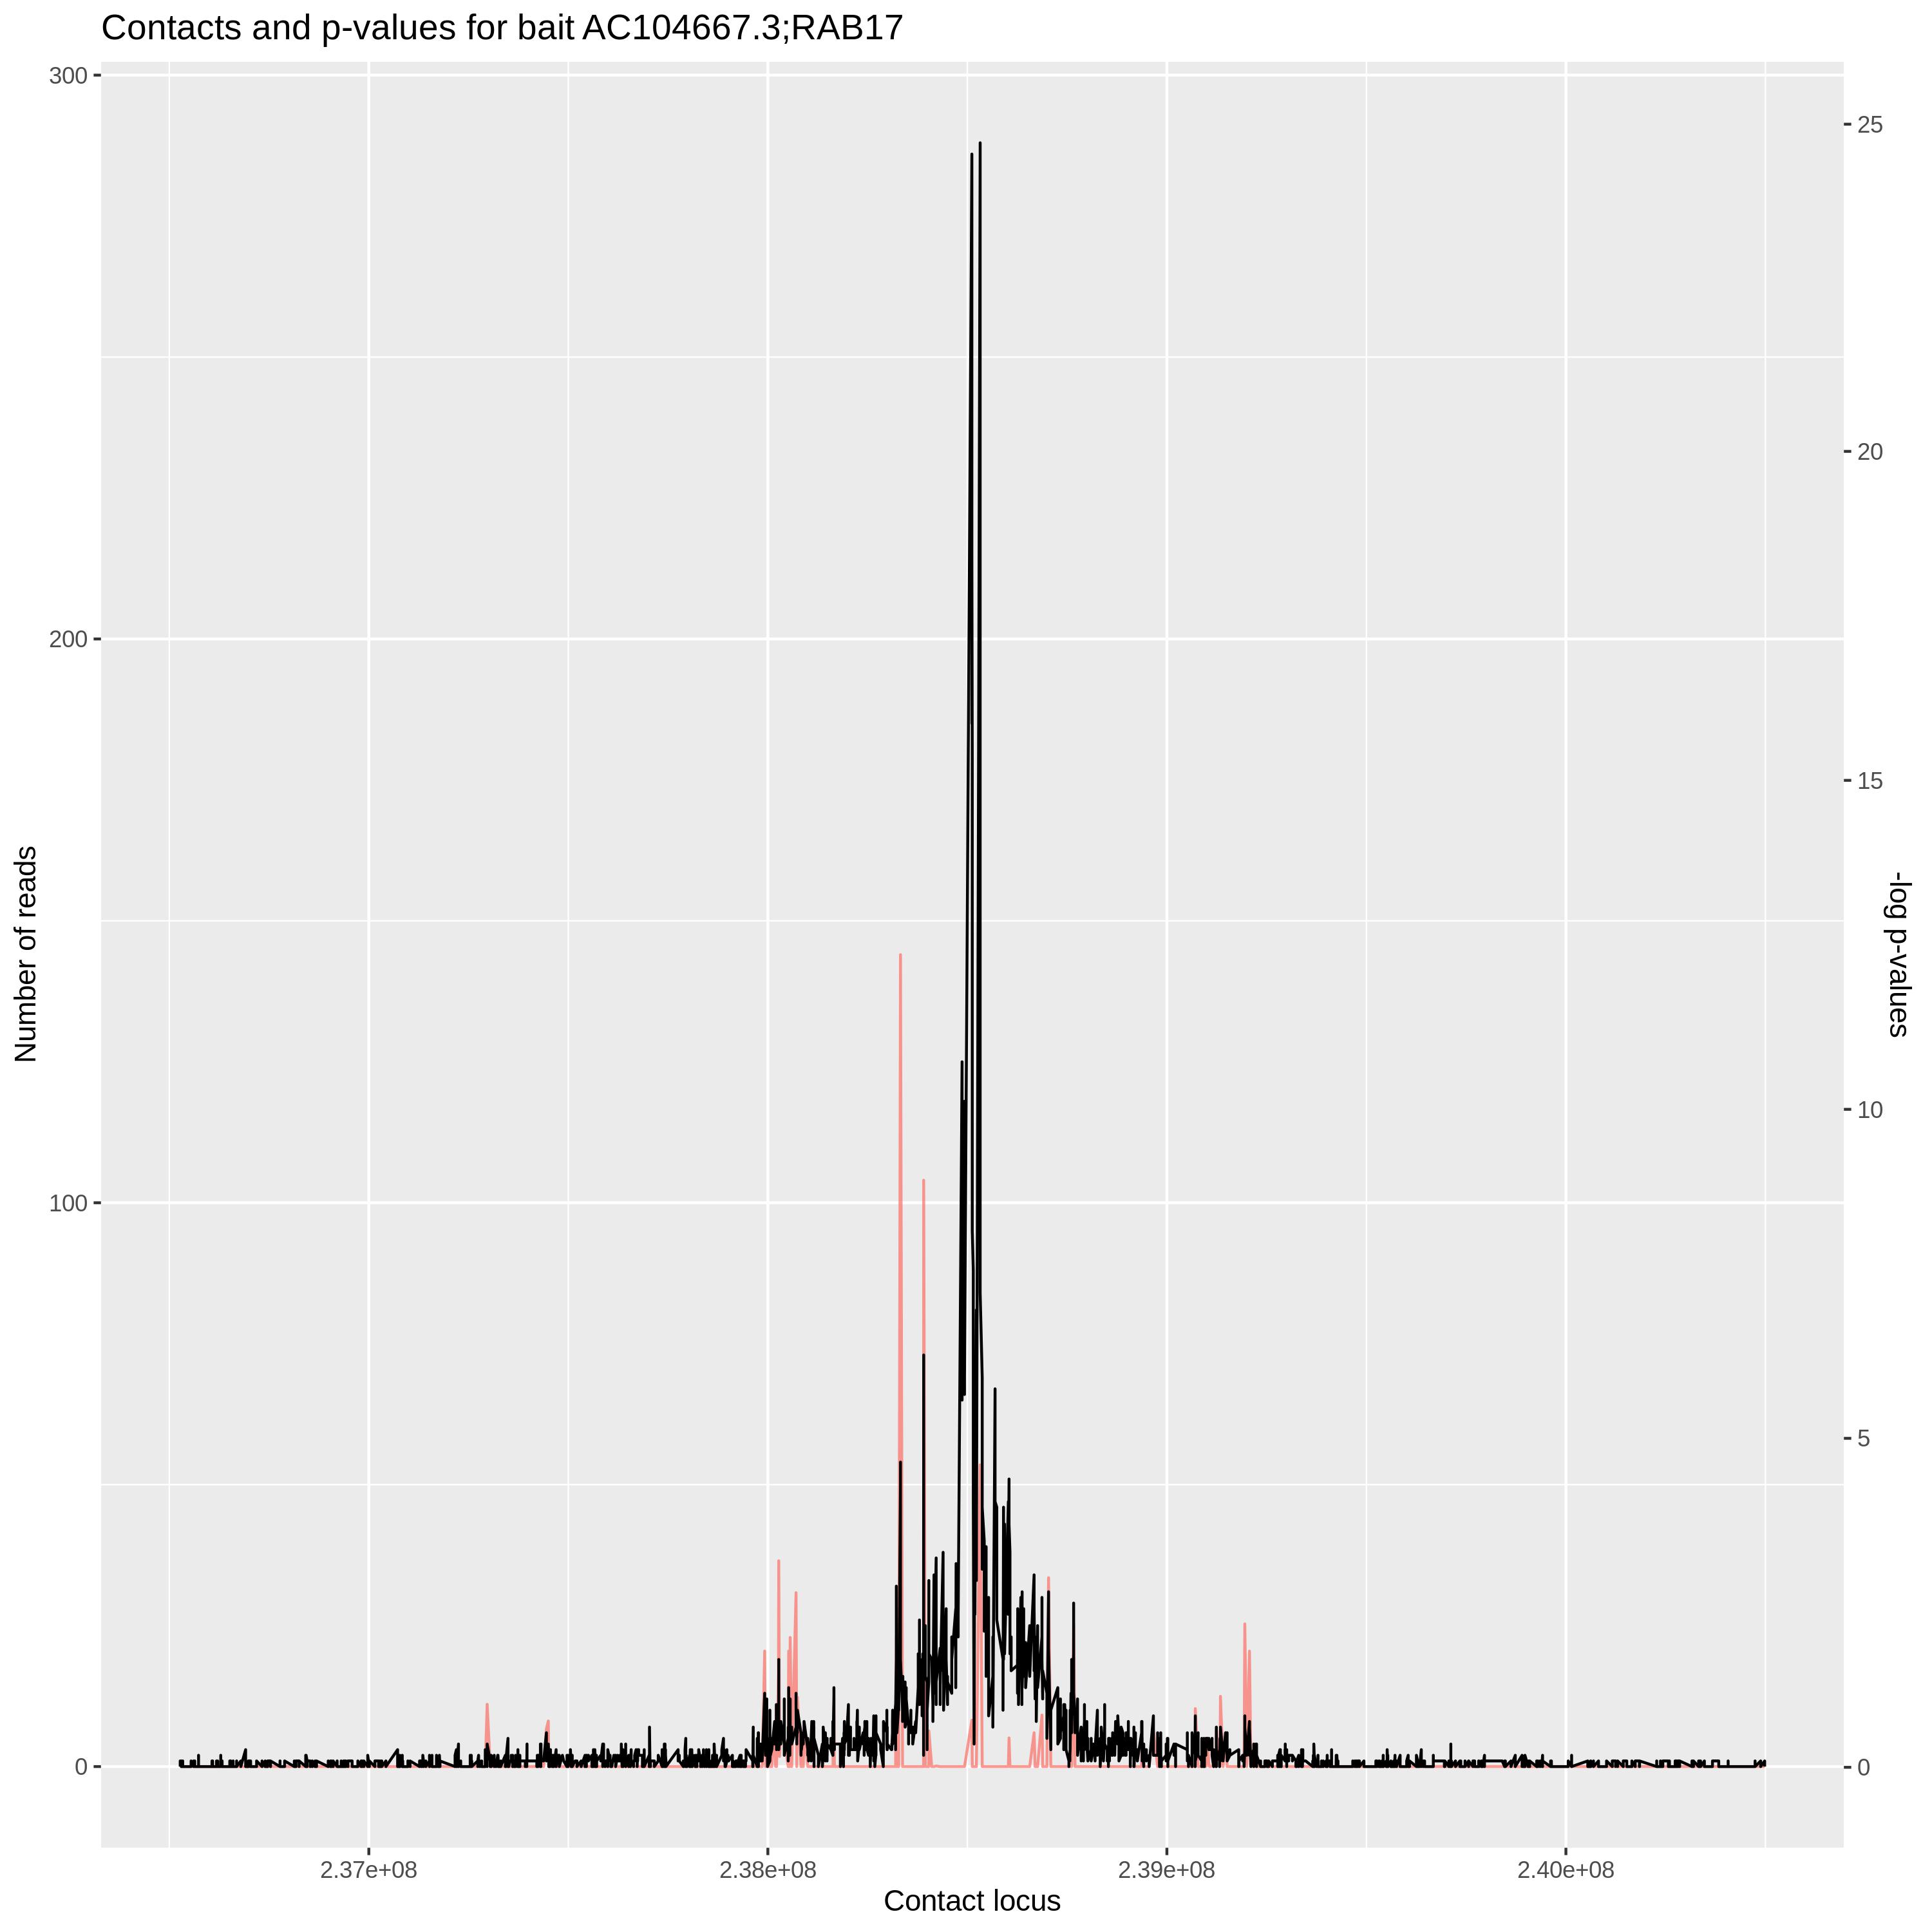 Contacts and p-values for bait AC104667.3;RAB17
300
200
100
0
Number of reads
25
20
15
10
5
0
-log p-values
2.37e+08
2.38e+08
2.39e+08
2.40e+08
Contact locus